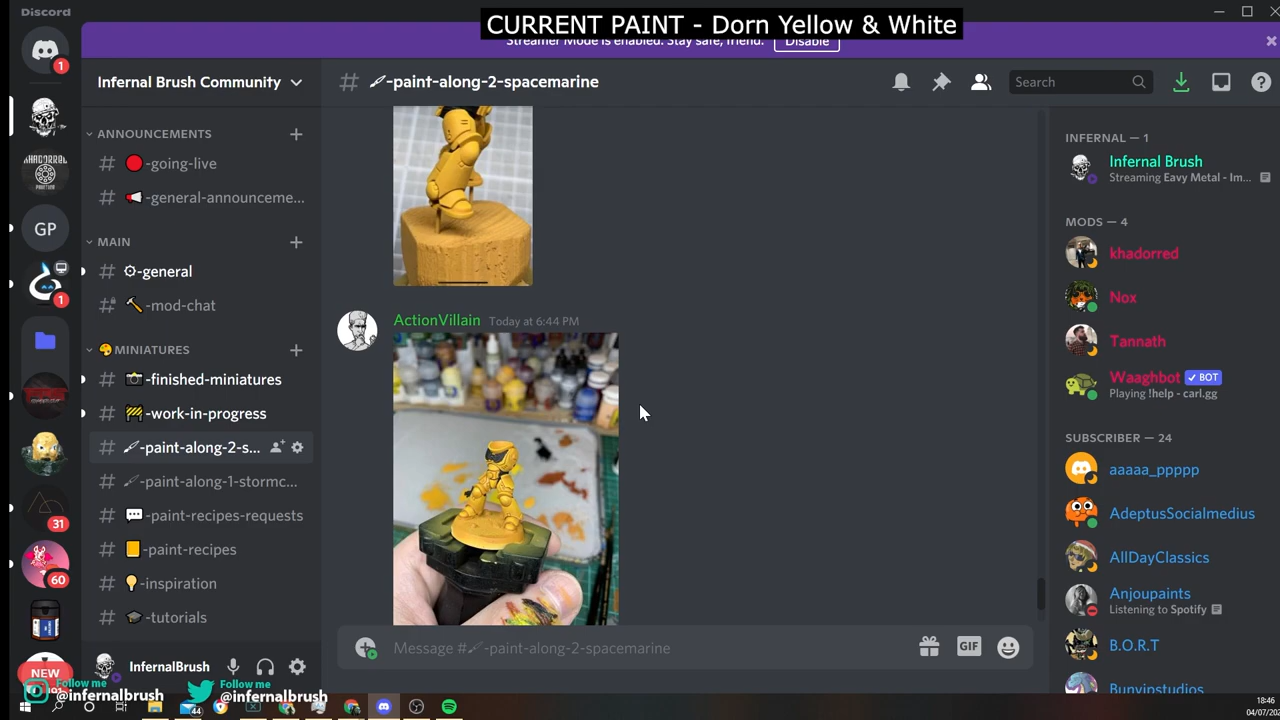 Discord
CURRENT PAINT - Dorn Yellow & White
Streamer Mode is enabled. Stay safe, friend.
Disable
1
GP
1
31
60
NEW
Infernal Brush Community
ANNOUNCEMENTS
-going-live
-general-announceme...
MAIN
-general
-mod-chat
MINIATURES
-finished-miniatures
-work-in-progress
-paint-along-2-s...
-paint-along-1-stormc...
-paint-recipes-requests
-paint-recipes
-inspiration
-tutorials
InfernalBrush
Follow me
@infernalbrush
Follow me
@infernalbrush
# -paint-along-2-spacemarine
Search
ActionVillain Today at 6:44 PM
Message # -paint-along-2-spacemarine
GIF
INFERNAL — 1
Infernal Brush
Streaming Eavy Metal - Im...
MODS — 4
khadorred
Nox
Tannath
Waaghbot ✓ BOT
Playing !help - carl.gg
SUBSCRIBER — 24
aaaaa_ppppp
AdeptusSocialmedius
AllDayClassics
Anjoupaints
Listening to Spotify
B.O.R.T
Bunyipstudios
44
18:46